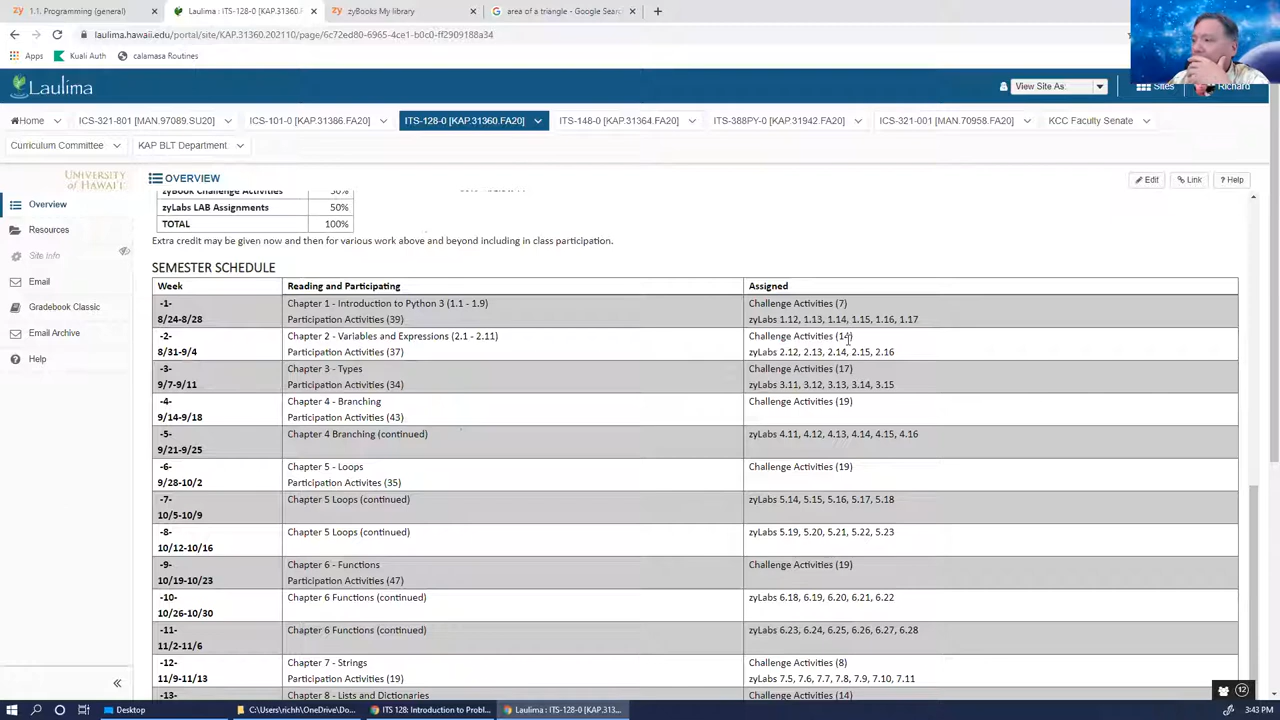 1.1. Programming (general)
Laulima : ITS-128-0 [KAP.31360.
zyBooks My library
area of a triangle - Google Sear
laulima.hawaii.edu/portal/site/KAP.31360.202110/page/6c72ed80-6965-4ce1-b0c0-ff2909188a34
Apps
Kuali Auth
calamasa Routines
Laulima
View Site As:
Sites
Richard
Home
ICS-321-801 [MAN.97089.SU20]
ICS-101-0 [KAP.31386.FA20]
ITS-128-0 [KAP.31360.FA20]
ITS-148-0 [KAP.31364.FA20]
ITS-388PY-0 [KAP.31942.FA20]
ICS-321-001 [MAN.70958.FA20]
KCC Faculty Senate
Curriculum Committee
KAP BLT Department
UNIVERSITY
of HAWAI'I
OVERVIEW
Edit
Link
Help
Overview
Resources
Site Info
Email
Gradebook Classic
Email Archive
Help
zyBook Challenge Activities 30%
zyLabs LAB Assignments 50%
TOTAL 100%
Extra credit may be given now and then for various work above and beyond including in class participation.
SEMESTER SCHEDULE
Week Reading and Participating Assigned
-1- Chapter 1 - Introduction to Python 3 (1.1 - 1.9) Challenge Activities (7)
8/24-8/28 Participation Activities (39) zyLabs 1.12, 1.13, 1.14, 1.15, 1.16, 1.17
-2- Chapter 2 - Variables and Expressions (2.1 - 2.11) Challenge Activities (14)
8/31-9/4 Participation Activities (37) zyLabs 2.12, 2.13, 2.14, 2.15, 2.16
-3- Chapter 3 - Types Challenge Activities (17)
9/7-9/11 Participation Activities (34) zyLabs 3.11, 3.12, 3.13, 3.14, 3.15
-4- Chapter 4 - Branching Challenge Activities (19)
9/14-9/18 Participation Activities (43)
-5- Chapter 4 Branching (continued) zyLabs 4.11, 4.12, 4.13, 4.14, 4.15, 4.16
9/21-9/25
-6- Chapter 5 - Loops Challenge Activities (19)
9/28-10/2 Participation Activites (35)
-7- Chapter 5 Loops (continued) zyLabs 5.14, 5.15, 5.16, 5.17, 5.18
10/5-10/9
-8- Chapter 5 Loops (continued) zyLabs 5.19, 5.20, 5.21, 5.22, 5.23
10/12-10/16
-9- Chapter 6 - Functions Challenge Activities (19)
10/19-10/23 Participation Activities (47)
-10- Chapter 6 Functions (continued) zyLabs 6.18, 6.19, 6.20, 6.21, 6.22
10/26-10/30
-11- Chapter 6 Functions (continued) zyLabs 6.23, 6.24, 6.25, 6.26, 6.27, 6.28
11/2-11/6
-12- Chapter 7 - Strings Challenge Activities (8)
11/9-11/13 Participation Activities (19) zyLabs 7.5, 7.6, 7.7, 7.8, 7.9, 7.10, 7.11
-13- Chapter 8 - Lists and Dictionaries Challenge Activities (14)
12
Desktop
C:\Users\richh\OneDrive\Do...
ITS 128: Introduction to Probl...
Laulima : ITS-128-0 [KAP.31...
3:43 PM